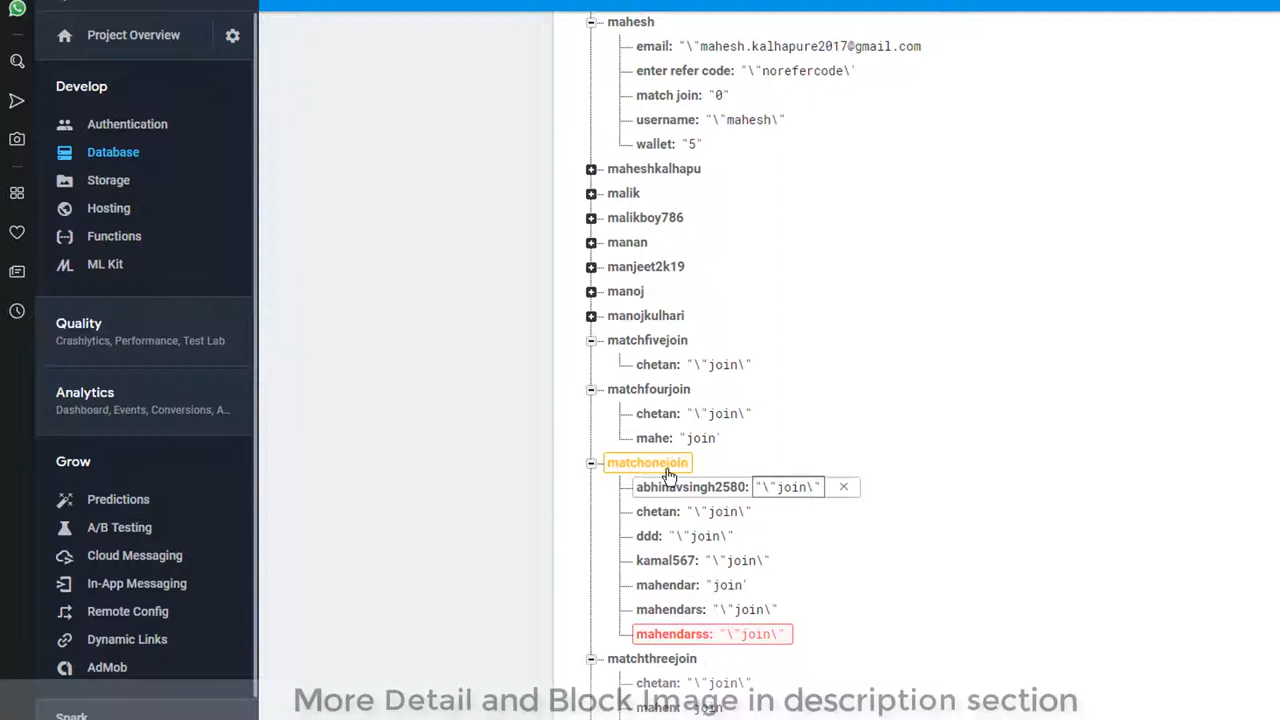 Project Overview
Develop
Authentication
Database
Storage
Hosting
Functions
ML Kit
Quality
Crashlytics, Performance, Test Lab
Analytics
Dashboard, Events, Conversions, A...
Grow
Predictions
A/B Testing
Cloud Messaging
In-App Messaging
Remote Config
Dynamic Links
AdMob
Spark
mahesh
email: "\"mahesh.kalhapure2017@gmail.com
enter refer code: "\"norefercode\'
match join: "0"
username: "\"mahesh\"
wallet: "5"
maheshkalhapu
malik
malikboy786
manan
manjeet2k19
manoj
manojkulhari
matchfivejoin
chetan: "\"join\"
matchfourjoin
chetan: "\"join\"
mahe: "join'
matchonejoin
abhinavsingh2580: "\"join\"
chetan: "\"join\"
ddd: "\"join\"
kamal567: "\"join\"
mahendar: "join'
mahendars: "\"join\"
mahendarss: "\"join\"
matchthreejoin
chetan: "\"join\"
mahen: "join'
More Detail and Block Image in description section